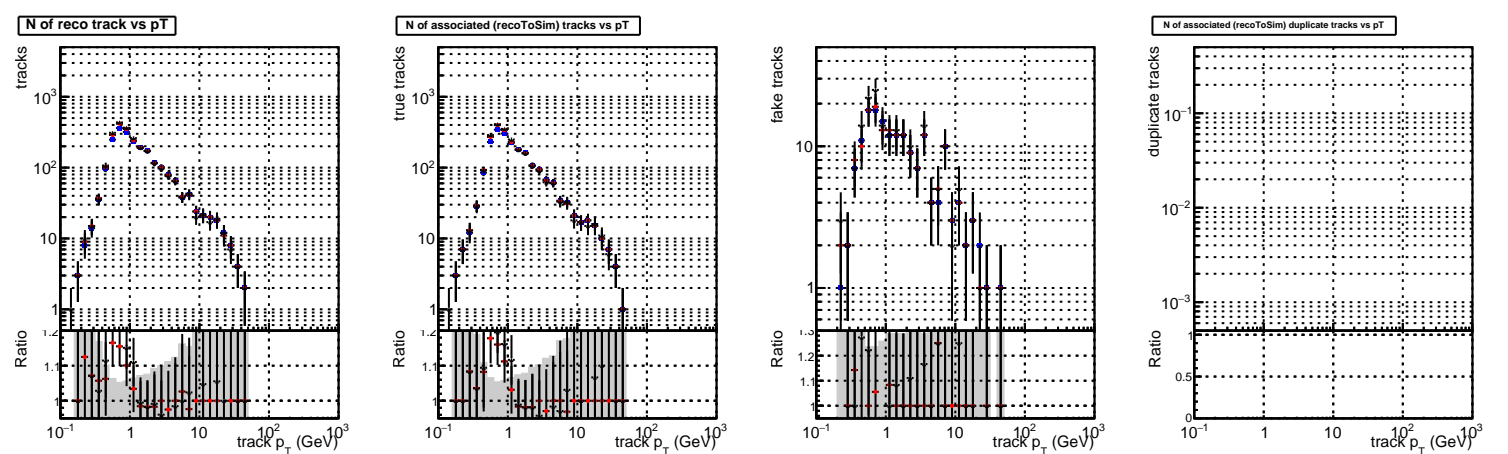 N of reco track vs pT
tracks
10³
10²
10
1
Ratio
1.2
1.1
1
10⁻¹ 1 10 10² 10³
track p_T (GeV)
N of associated (recoToSim) tracks vs pT
true tracks
10³
10²
10
1
Ratio
1.2
1.1
1
10⁻¹ 1 10 10² 10³
track p_T (GeV)
fake tracks
10
1
Ratio
1.3
1.2
1.1
1
10⁻¹ 1 10 10² 10³
track p_T (GeV)
N of associated (recoToSim) duplicate tracks vs pT
duplicate tracks
10⁻¹
10⁻²
10⁻³
Ratio
1
0.5
0
10⁻¹ 1 10 10² 10³
track p_T (GeV)